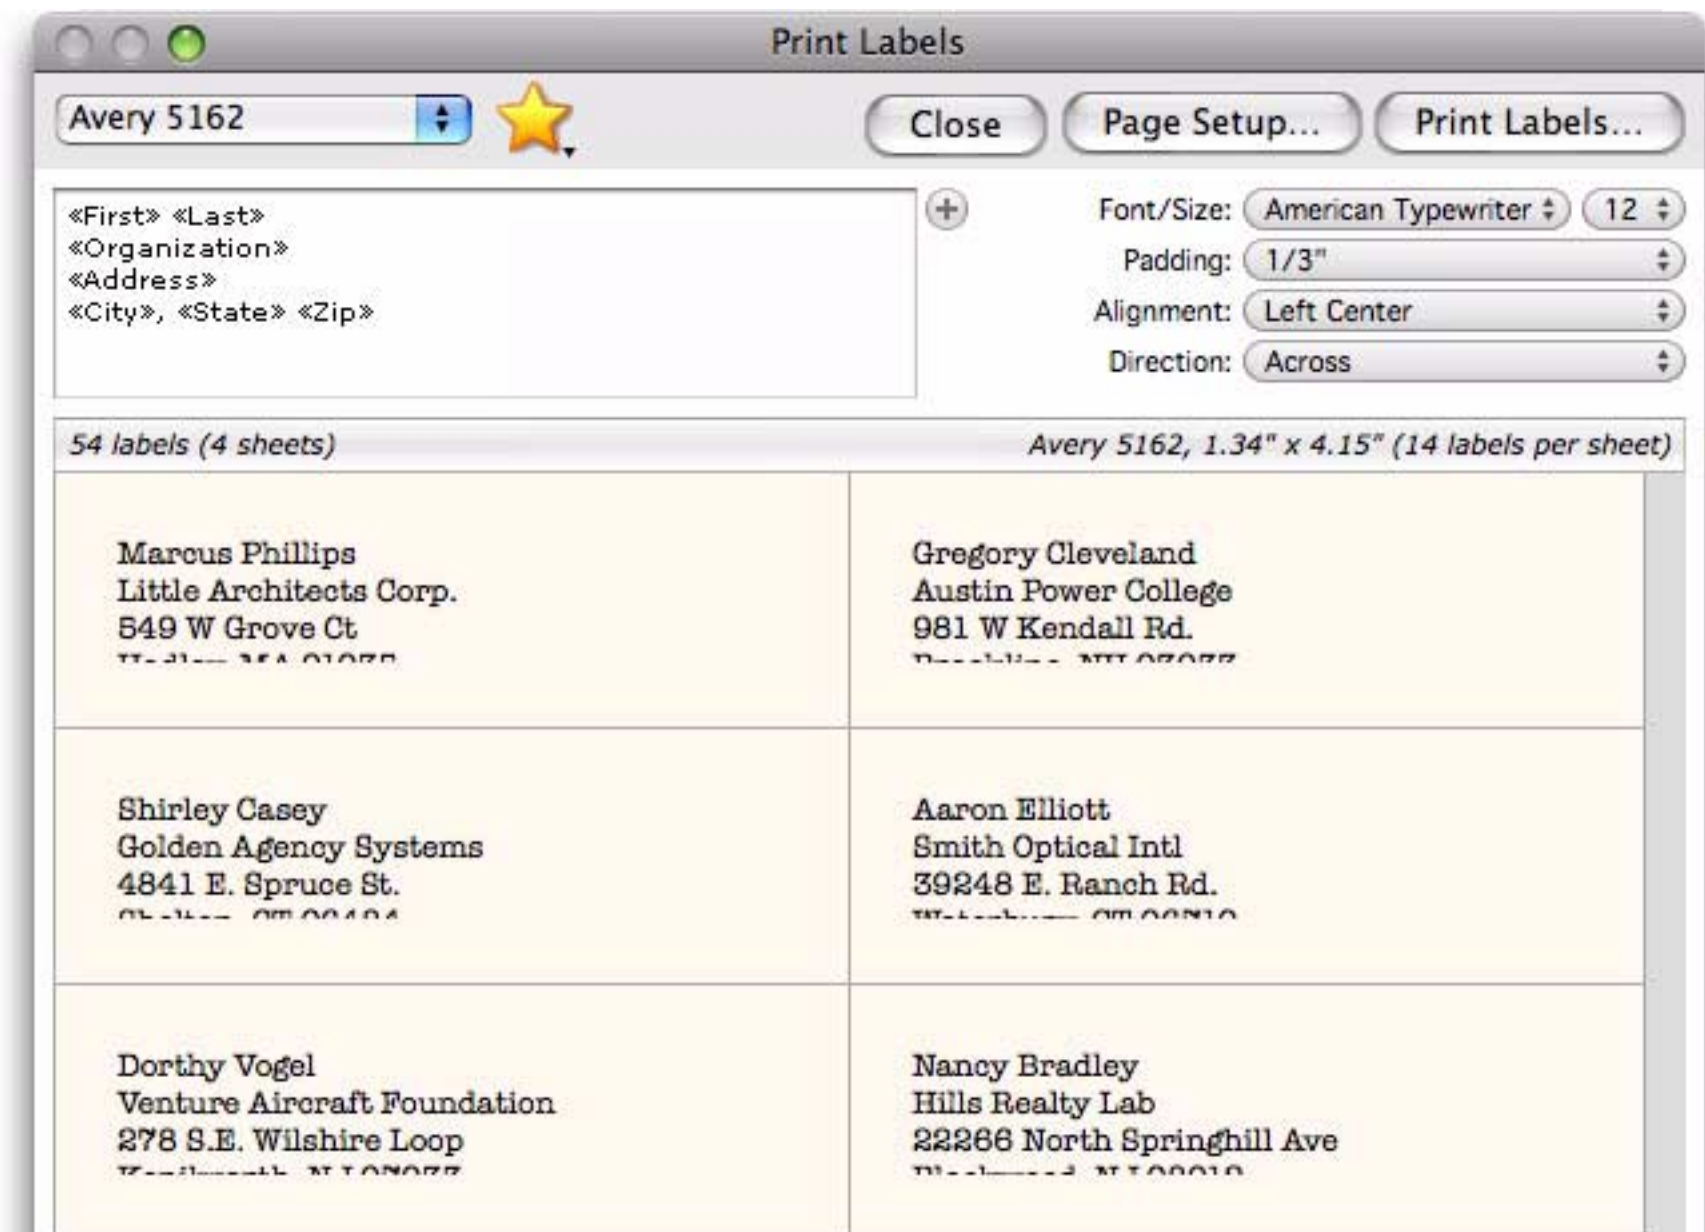 Print Labels
Avery 5162
Close
Page Setup...
Print Labels...
«First» «Last»
«Organization»
«Address»
«City», «State» «Zip»
Font/Size: American Typewriter 12
Padding: 1/3"
Alignment: Left Center
Direction: Across
54 labels (4 sheets)
Avery 5162, 1.34" x 4.15" (14 labels per sheet)
Marcus Phillips
Little Architects Corp.
549 W Grove Ct
Gregory Cleveland
Austin Power College
981 W Kendall Rd.
Shirley Casey
Golden Agency Systems
4841 E. Spruce St.
Aaron Elliott
Smith Optical Intl
39248 E. Ranch Rd.
Dorthy Vogel
Venture Aircraft Foundation
278 S.E. Wilshire Loop
Nancy Bradley
Hills Realty Lab
22266 North Springhill Ave